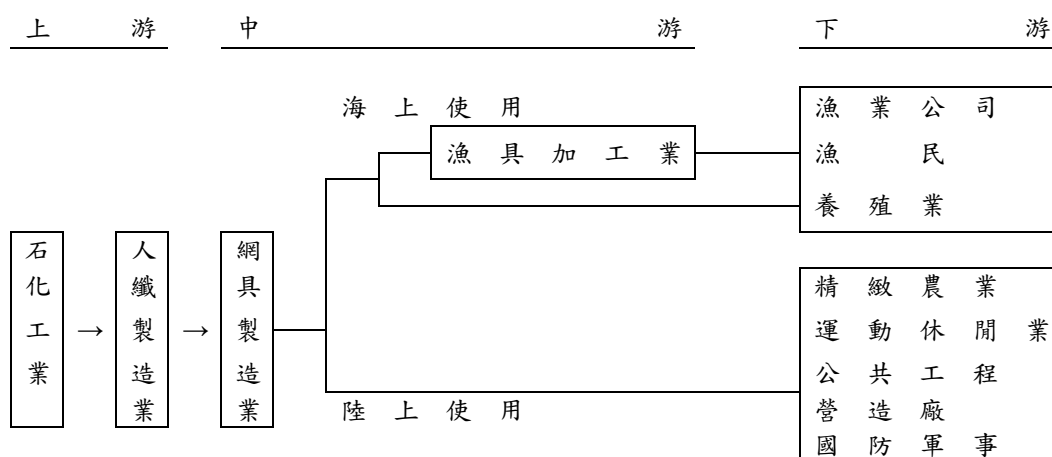 上游
中游
下游
海上使用
漁具加工業
漁業公司
漁民
養殖業
石化工業
→
人纖製造業
→
網具製造業
陸上使用
精緻農業
運動休閒業
公共工程
營造廠
國防軍事